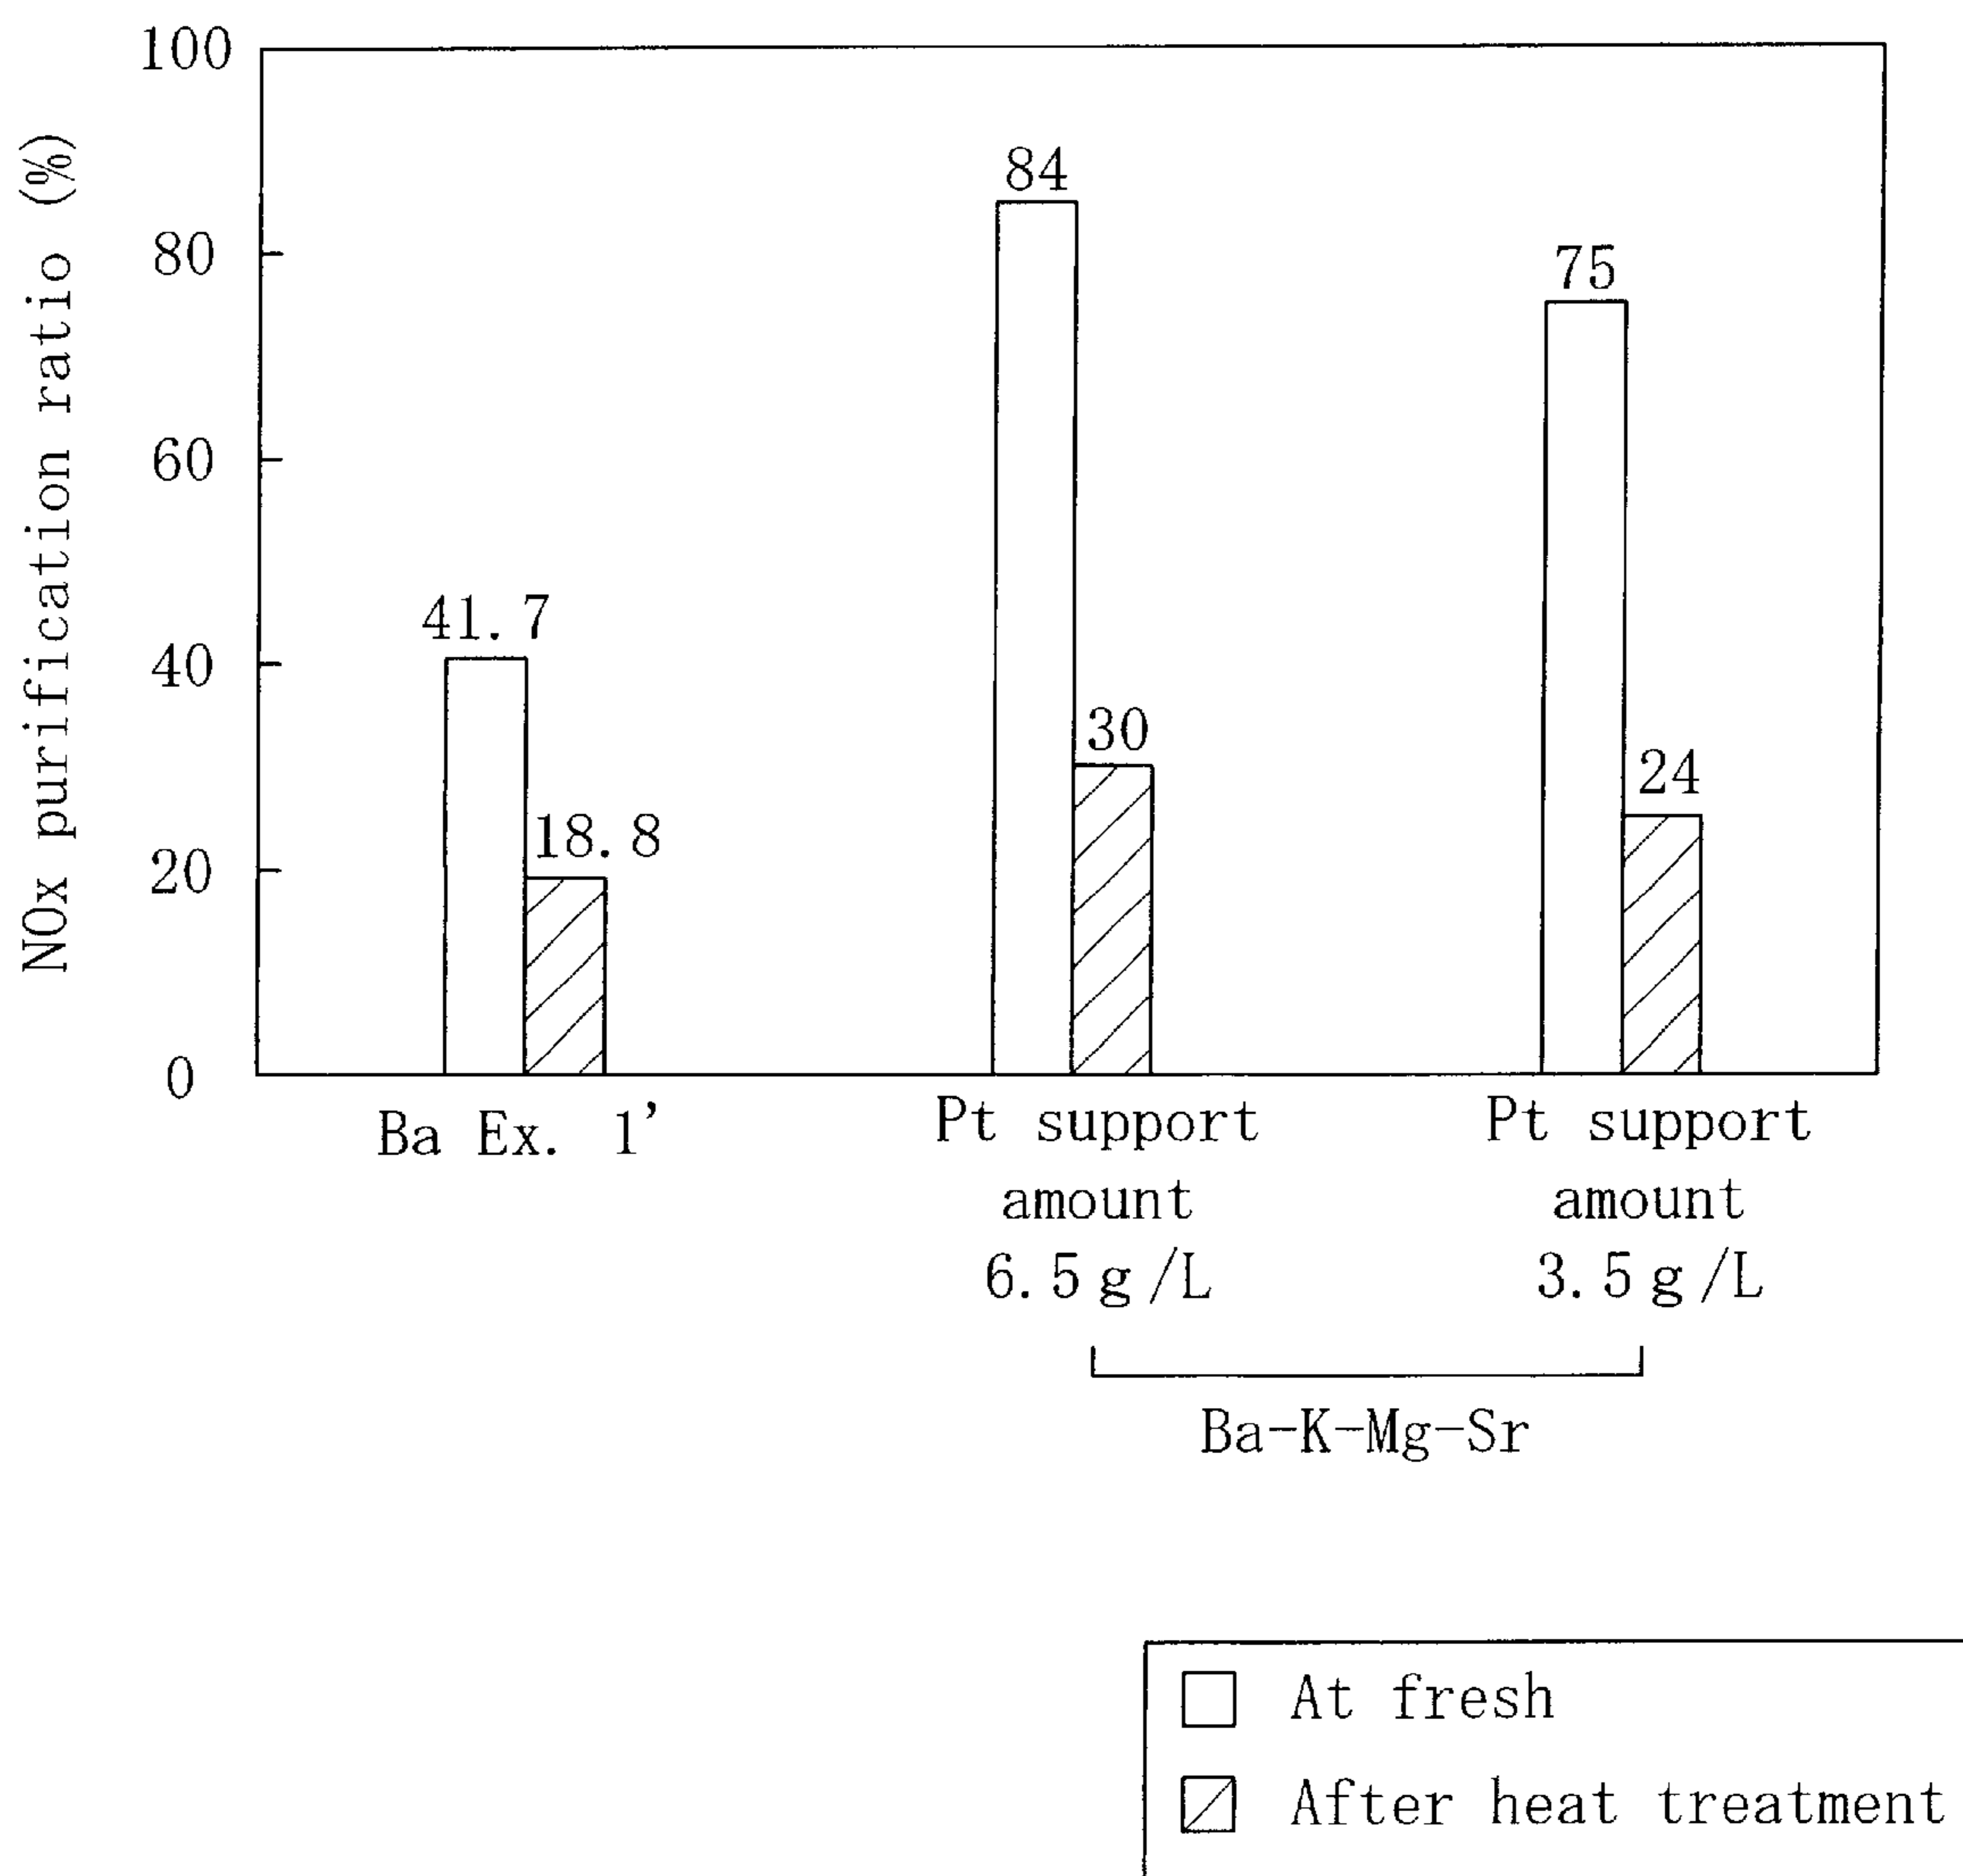 NOx purification ratio (%)
100
80
60
40
20
0
41.7
18.8
84
30
75
24
Ba Ex. 1'
Pt support
amount
6.5g/L
Pt support
amount
3.5g/L
Ba-K-Mg-Sr
At fresh
After heat treatment